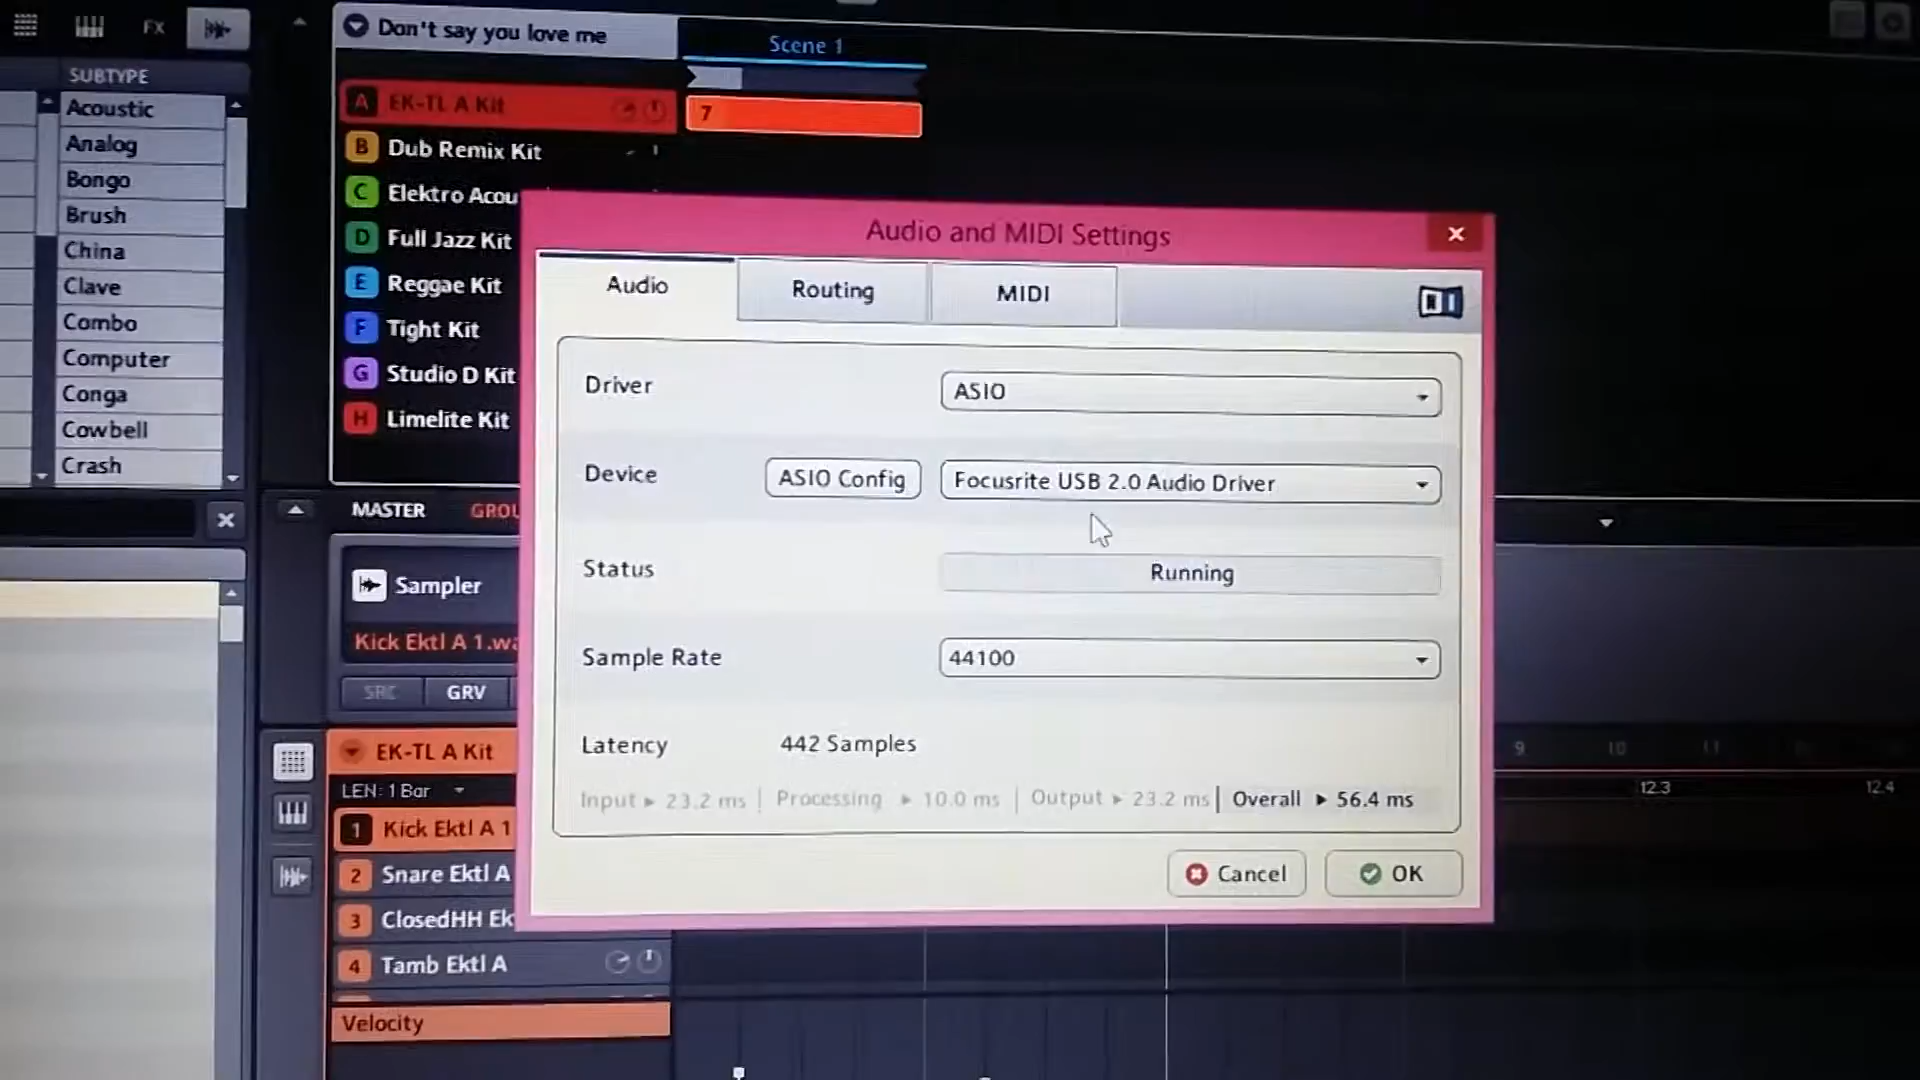 FX
Don't say you love me
Scene 1
SUBTYPE
Acoustic
Analog
Bongo
Brush
China
Clave
Combo
Computer
Conga
Cowbell
Crash
A EK-TL A Kit
7
B Dub Remix Kit
C Elektro Acou
D Full Jazz Kit
E Reggae Kit
F Tight Kit
G Studio D Kit
H Limelite Kit
Audio and MIDI Settings
Audio
Routing
MIDI
Driver
ASIO
Device
ASIO Config
Focusrite USB 2.0 Audio Driver
Status
Running
Sample Rate
44100
Latency
442 Samples
Input 23.2 ms Processing 10.0 ms Output 23.2 ms Overall 56.4 ms
Cancel
OK
MASTER
GROU
Sampler
Kick Ektl A 1.wa
SRC
GRV
EK-TL A Kit
LEN: 1 Bar
1 Kick Ektl A 1
2 Snare Ektl A
3 ClosedHH Ek
4 Tamb Ektl A
Velocity
9
10
11
12.3
12.4